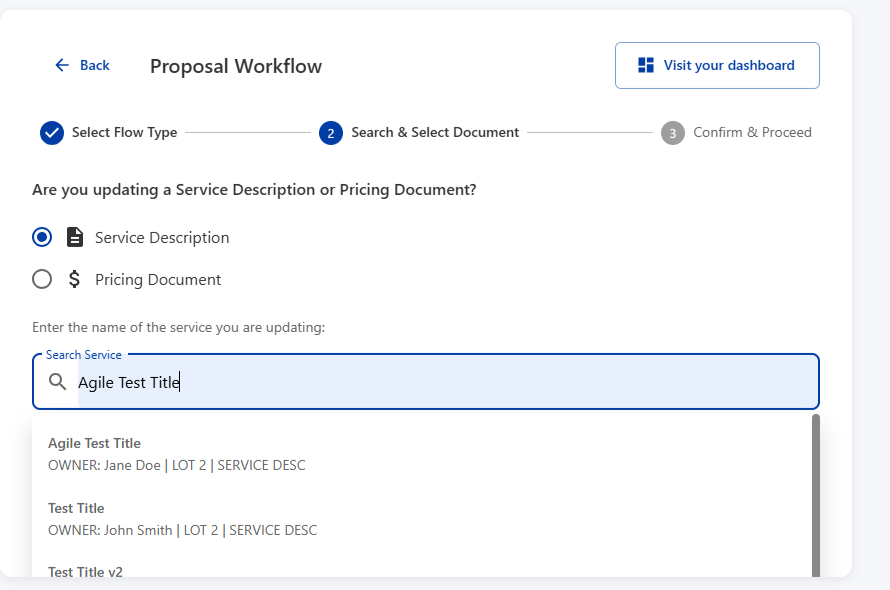 Back
Proposal Workflow
Visit your dashboard
Select Flow Type
2
Search & Select Document
3
Confirm & Proceed
Are you updating a Service Description or Pricing Document?
Service Description
$ Pricing Document
Enter the name of the service you are updating:
Search Service
Agile Test Title
Agile Test Title
OWNER: Jane Doe | LOT 2 | SERVICE DESC
Test Title
OWNER: John Smith | LOT 2 | SERVICE DESC
Test Title v2